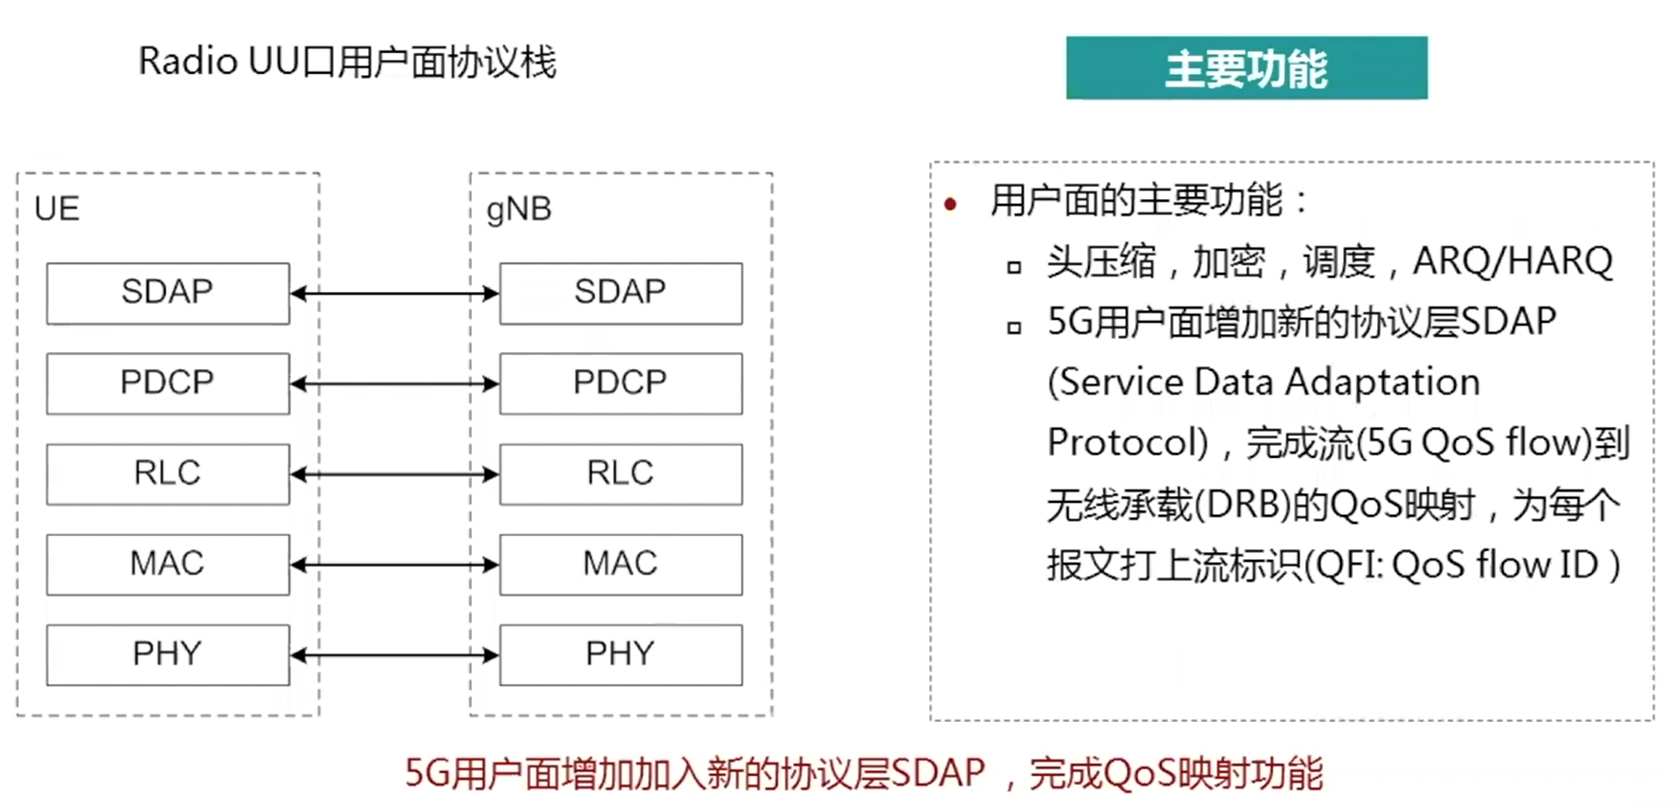 Radio UU口用户面协议栈
主要功能
UE
gNB
SDAP
SDAP
PDCP
PDCP
RLC
RLC
MAC
MAC
PHY
PHY
用户面的主要功能：
头压缩，加密，调度，ARQ/HARQ
5G用户面增加新的协议层SDAP
(Service Data Adaptation
Protocol)，完成流(5G QoS flow)到
无线承载(DRB)的QoS映射，为每个
报文打上流标识(QFI: QoS flow ID )
5G用户面增加加入新的协议层SDAP ，完成QoS映射功能